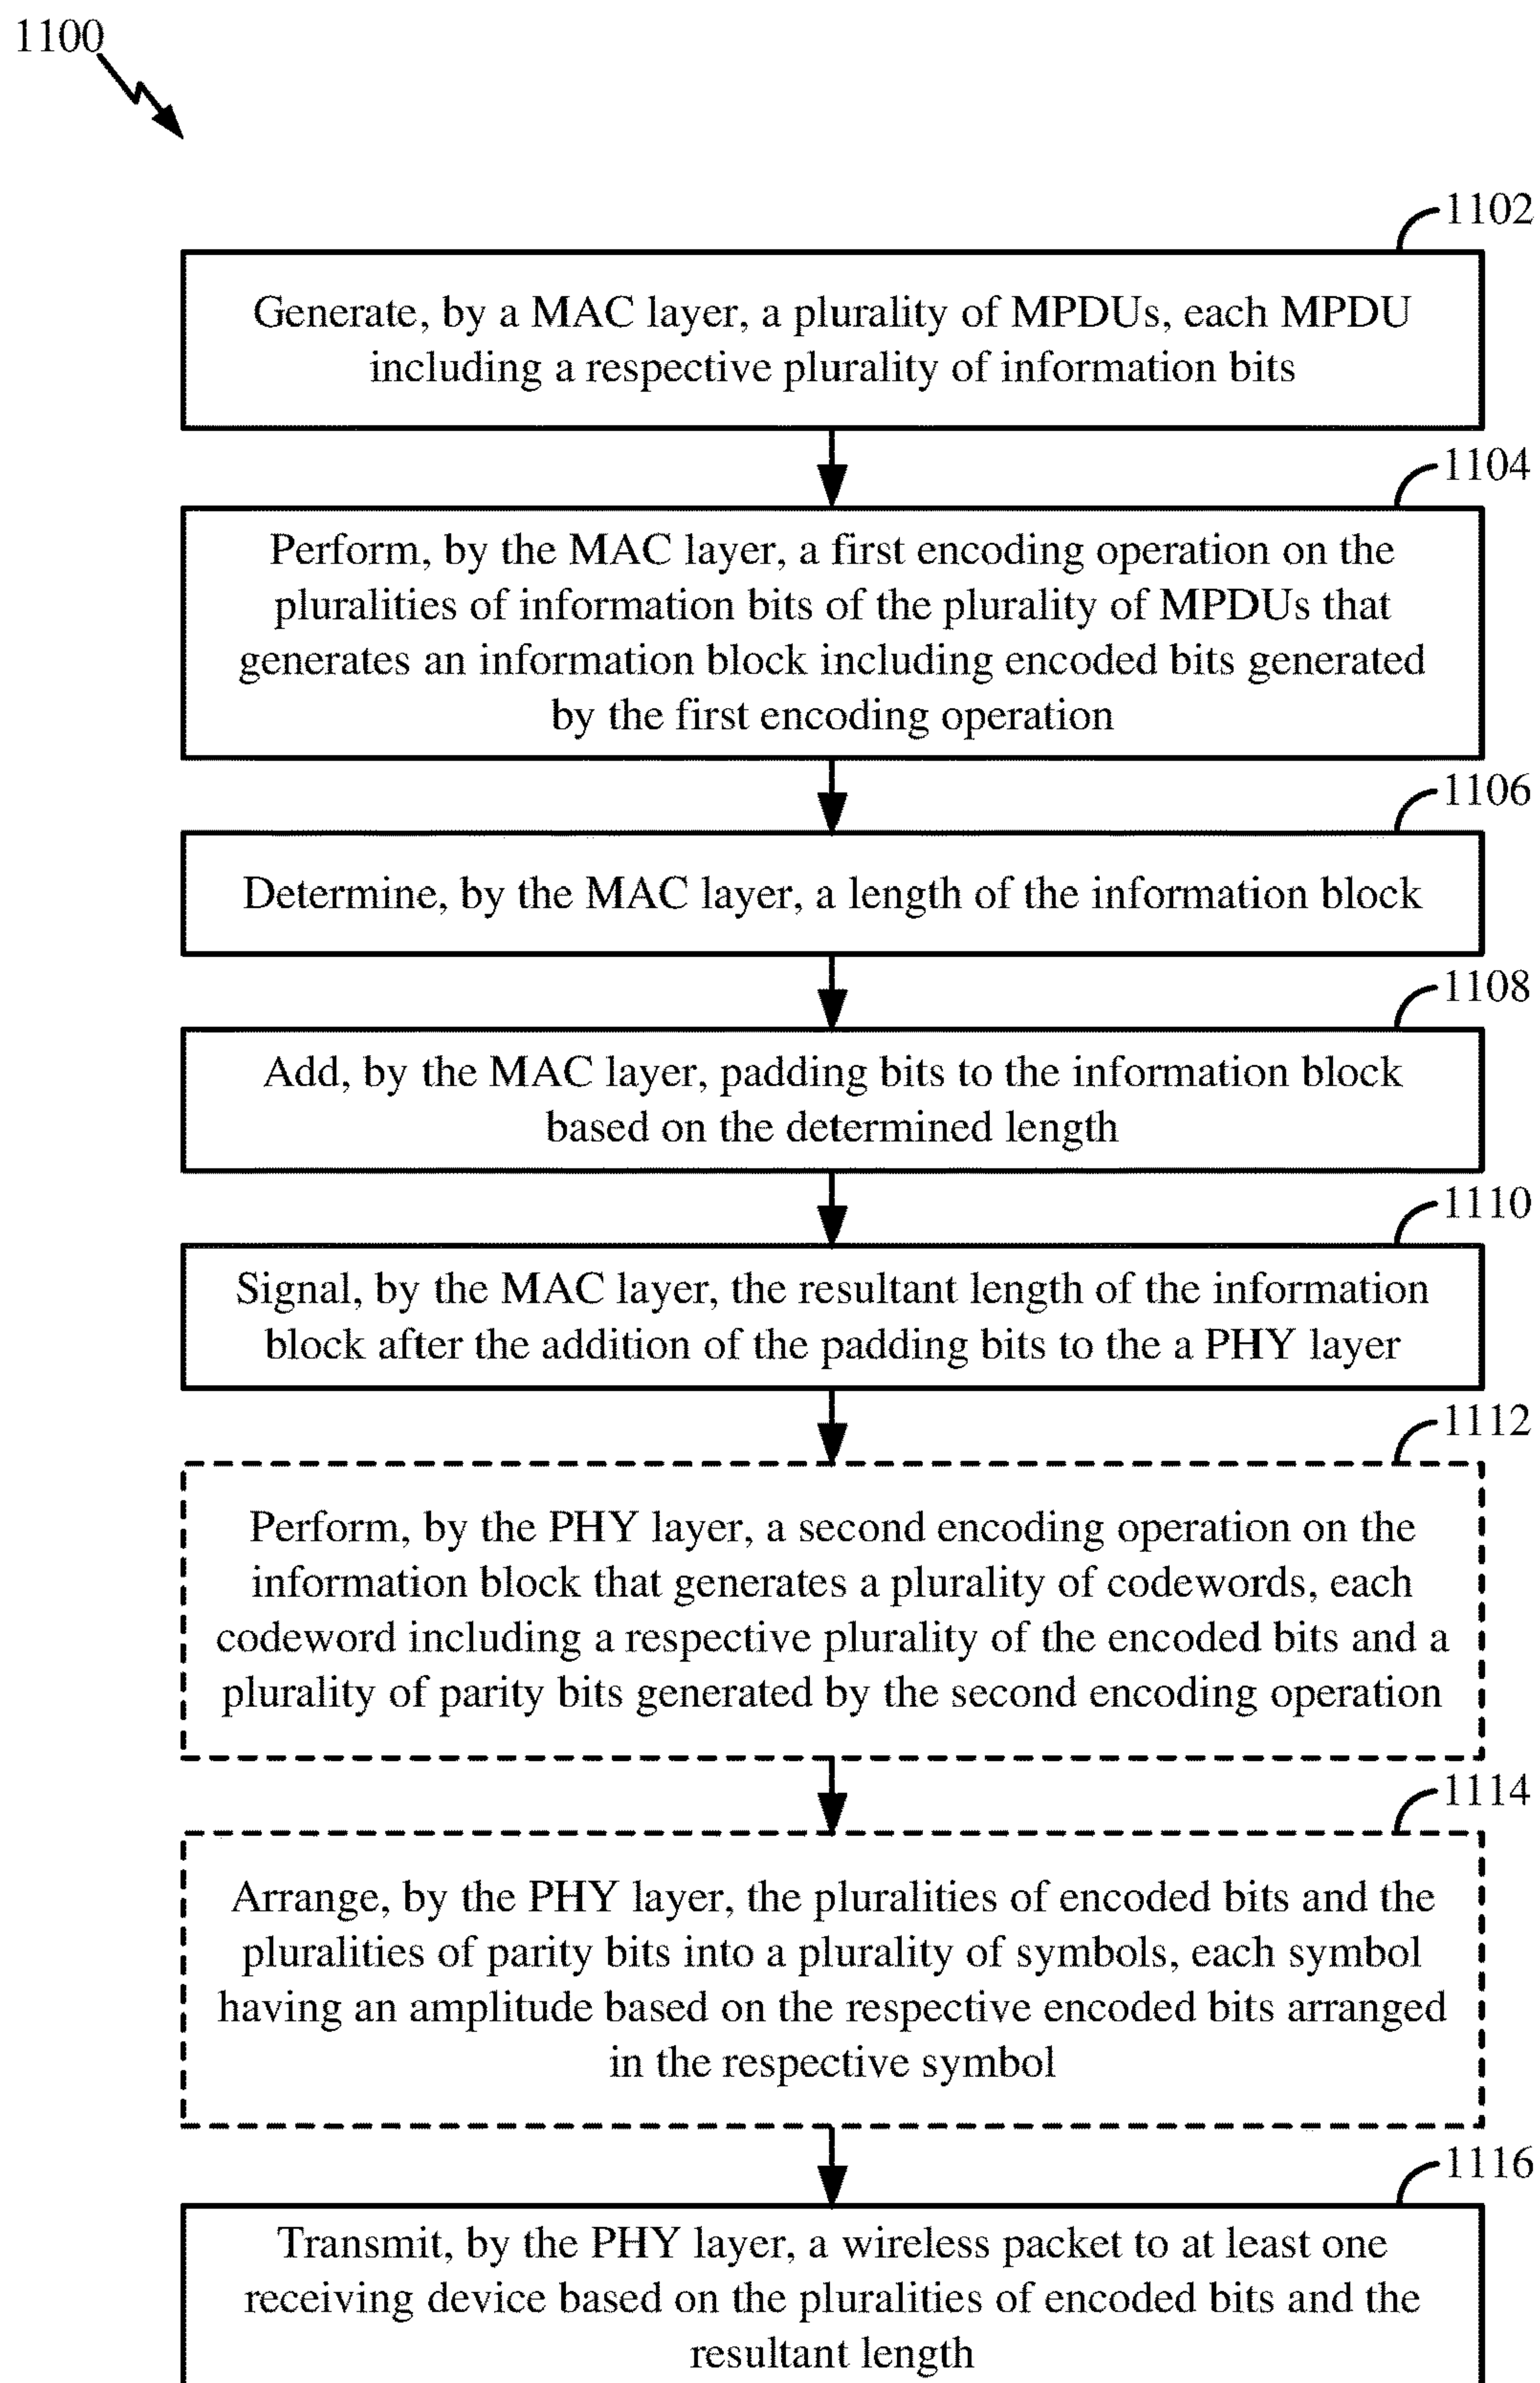 1100
1102
Generate, by a MAC layer, a plurality of MPDUs, each MPDU
including a respective plurality of information bits
1104
Perform, by the MAC layer, a first encoding operation on the
pluralities of information bits of the plurality of MPDUs that
generates an information block including encoded bits generated
by the first encoding operation
1106
Determine, by the MAC layer, a length of the information block
1108
Add, by the MAC layer, padding bits to the information block
based on the determined length
1110
Signal, by the MAC layer, the resultant length of the information
block after the addition of the padding bits to the a PHY layer
1112
Perform, by the PHY layer, a second encoding operation on the
information block that generates a plurality of codewords, each
codeword including a respective plurality of the encoded bits and a
plurality of parity bits generated by the second encoding operation
1114
Arrange, by the PHY layer, the pluralities of encoded bits and the
pluralities of parity bits into a plurality of symbols, each symbol
having an amplitude based on the respective encoded bits arranged
in the respective symbol
1116
Transmit, by the PHY layer, a wireless packet to at least one
receiving device based on the pluralities of encoded bits and the
resultant length